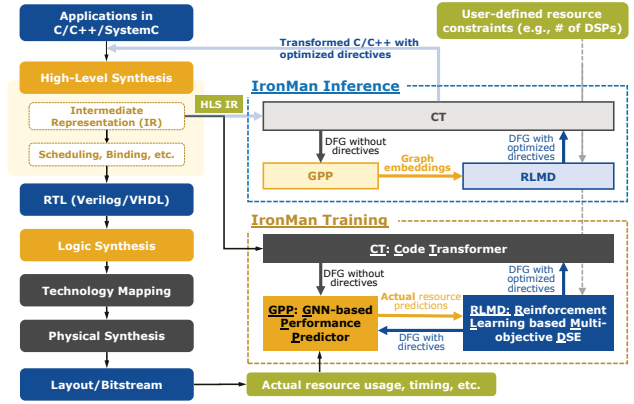 Applications in
C/C++/SystemC
High-Level Synthesis
Intermediate
Representation (IR)
Scheduling, Binding, etc.
RTL (Verilog/VHDL)
Logic Synthesis
Technology Mapping
Physical Synthesis
Layout/Bitstream
HLS IR
Transformed C/C++ with
optimized directives
User-defined resource
constraints (e.g., # of DSPs)
IronMan Inference
CT
DFG without
directives
DFG with
optimized
directives
GPP
Graph
embeddings
RLMD
IronMan Training
CT: Code Transformer
DFG without
directives
DFG with
optimized
directives
GPP: GNN-based
Performance
Predictor
Actual resource
predictions
DFG with
directives
RLMD: Reinforcement
Learning based Multi-
objective DSE
Actual resource usage, timing, etc.